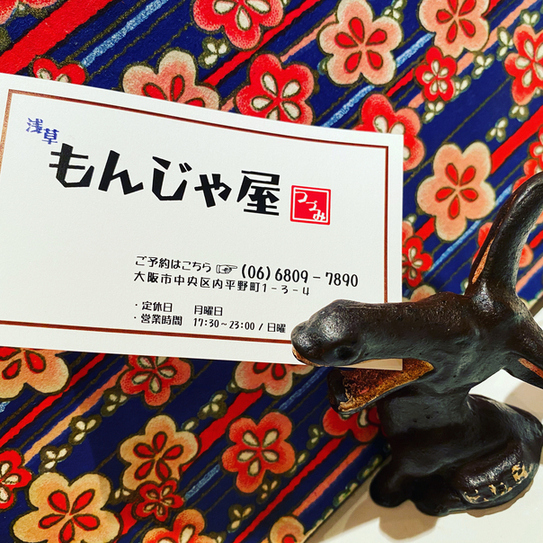 浅草
もんじゃ屋
つづみ
ご予約はこちら☞(06)6809-7890
大阪市中央区内平野町1-3-4
・定休日 月曜日
・営業時間 17:30~23:00/日曜